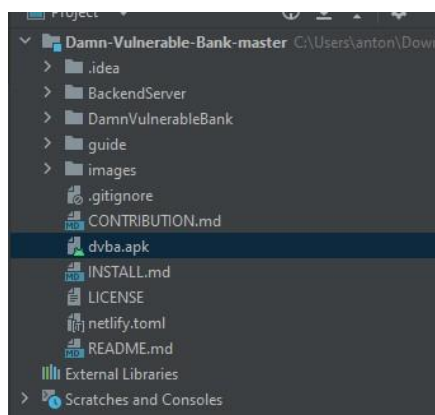 Project
Damn-Vulnerable-Bank-master C:\Users\anton\Down
.idea
BackendServer
DamnVulnerableBank
guide
images
.gitignore
CONTRIBUTION.md
dvba.apk
INSTALL.md
LICENSE
netlify.toml
README.md
External Libraries
Scratches and Consoles